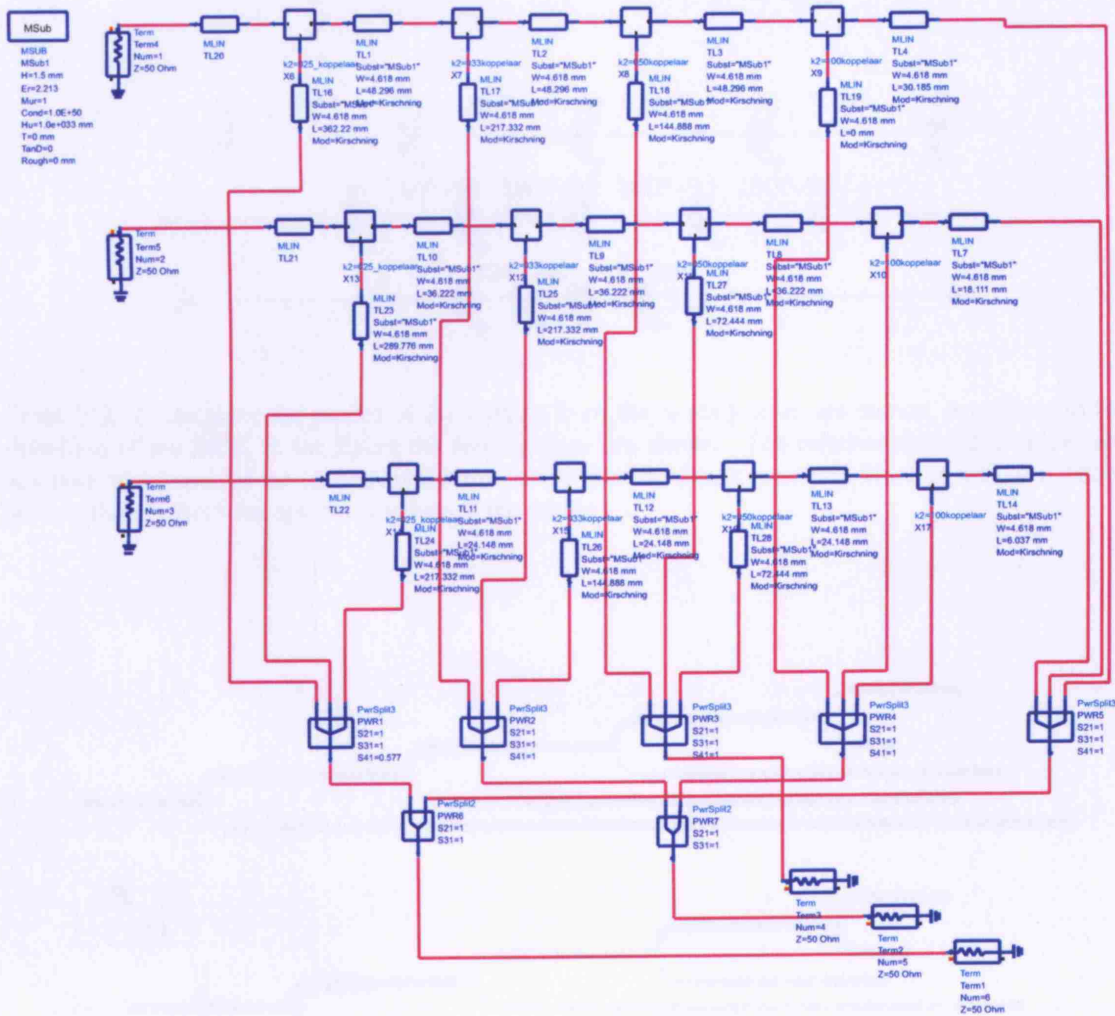 MSub
MSUB
MSub1
H=1.5 mm
Er=2.213
Mur=1
Cond=1.0E+50
Hu=1.0e+033 mm
T=0 mm
TanD=0
Rough=0 mm
Term
Term4
Num=1
Z=50 Ohm
MLIN
TL20
X6
MLIN
TL16
Subst="MSub1"
W=4.618 mm
L=362.22 mm
Mod=Kirschning
MLIN
TL1
Subst="MSub1"
W=4.618 mm
L=48.296 mm
Mod=Kirschning
X7
MLIN
TL17
Subst="MSub1"
W=4.618 mm
L=217.332 mm
Mod=Kirschning
MLIN
TL2
Subst="MSub1"
W=4.618 mm
L=48.296 mm
Mod=Kirschning
X8
MLIN
TL18
Subst="MSub1"
W=4.618 mm
L=144.888 mm
Mod=Kirschning
MLIN
TL3
Subst="MSub1"
W=4.618 mm
L=48.296 mm
Mod=Kirschning
X9
MLIN
TL19
Subst="MSub1"
W=4.618 mm
L=0 mm
Mod=Kirschning
MLIN
TL4
Subst="MSub1"
W=4.618 mm
L=30.185 mm
Mod=Kirschning
Term
Term5
Num=2
Z=50 Ohm
MLIN
TL21
X13
MLIN
TL23
Subst="MSub1"
W=4.618 mm
L=289.776 mm
Mod=Kirschning
MLIN
TL10
Subst="MSub1"
W=4.618 mm
L=36.222 mm
Mod=Kirschning
X12
MLIN
TL25
Subst="MSub1"
W=4.618 mm
L=217.332 mm
Mod=Kirschning
MLIN
TL9
Subst="MSub1"
W=4.618 mm
L=36.222 mm
Mod=Kirschning
MLIN
TL27
Subst="MSub1"
W=4.618 mm
L=72.444 mm
Mod=Kirschning
MLIN
Subst="MSub1"
W=4.618 mm
L=36.222 mm
Mod=Kirschning
X10
MLIN
TL7
Subst="MSub1"
W=4.618 mm
L=18.111 mm
Mod=Kirschning
Term
Term6
Num=3
Z=50 Ohm
MLIN
TL22
MLIN
TL24
Subst="MSub1"
W=4.618 mm
L=217.332 mm
Mod=Kirschning
MLIN
TL11
Subst="MSub1"
W=4.618 mm
L=24.148 mm
Mod=Kirschning
MLIN
TL26
Subst="MSub1"
W=4.618 mm
L=144.888 mm
Mod=Kirschning
MLIN
TL12
Subst="MSub1"
W=4.618 mm
L=24.148 mm
Mod=Kirschning
MLIN
TL28
Subst="MSub1"
W=4.618 mm
L=72.444 mm
Mod=Kirschning
MLIN
TL13
Subst="MSub1"
W=4.618 mm
L=24.148 mm
Mod=Kirschning
X17
MLIN
TL14
Subst="MSub1"
W=4.618 mm
L=6.037 mm
Mod=Kirschning
PwrSplit3
PWR1
S21=1
S31=1
S41=0.577
PwrSplit3
PWR2
S21=1
S31=1
S41=1
PwrSplit3
PWR3
S21=1
S31=1
S41=1
PwrSplit3
PWR4
S21=1
S31=1
S41=1
PwrSplit3
PWR5
S21=1
S31=1
S41=1
PwrSplit2
PWR6
S21=1
S31=1
PwrSplit2
PWR7
S21=1
S31=1
Term
Term3
Num=4
Z=50 Ohm
Term
Term2
Num=5
Z=50 Ohm
Term
Term1
Num=6
Z=50 Ohm